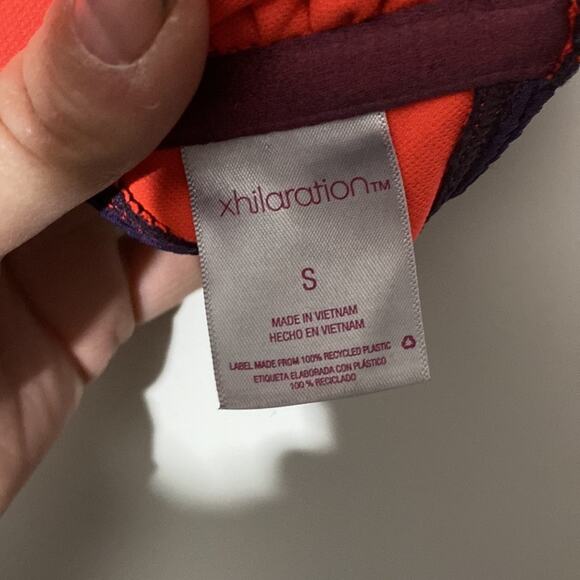 xhilaration™
S
MADE IN VIETNAM
HECHO EN VIETNAM
LABEL MADE FROM 100% RECYCLED PLASTIC
ETIQUETA ELABORADA CON PLÁSTICO
100 % RECICLADO